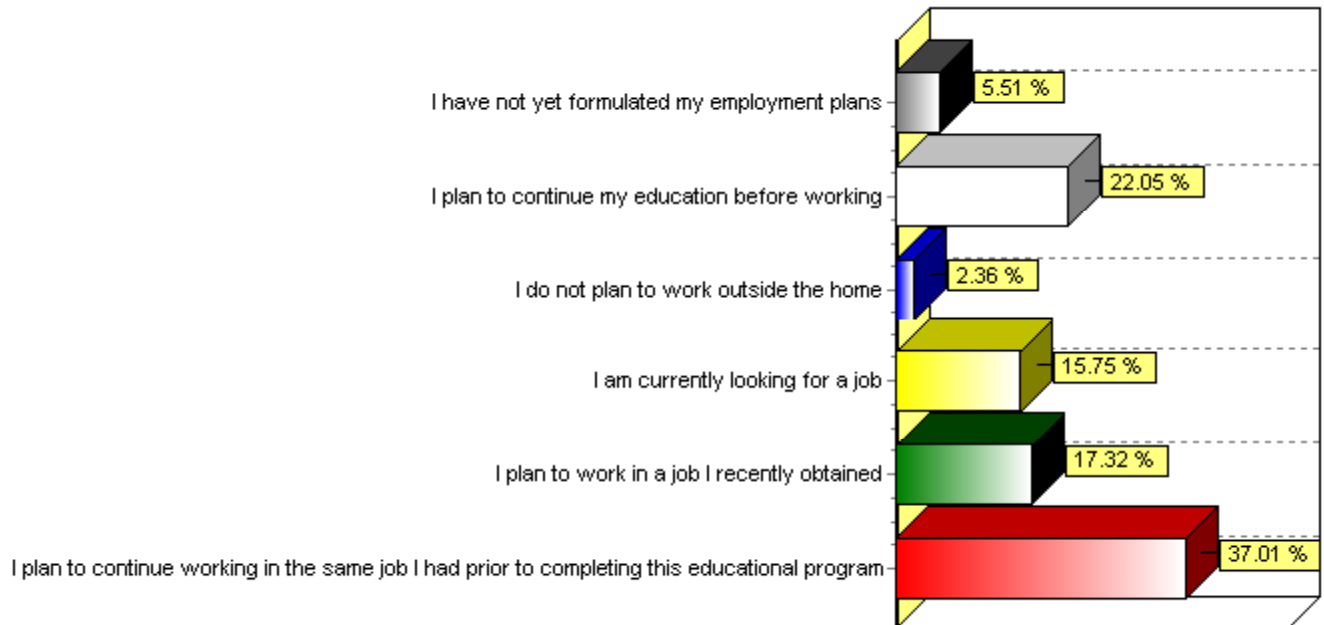 I have not yet formulated my employment plans
5.51 %
I plan to continue my education before working
22.05 %
I do not plan to work outside the home
2.36 %
I am currently looking for a job
15.75 %
I plan to work in a job I recently obtained
17.32 %
I plan to continue working in the same job I had prior to completing this educational program
37.01 %